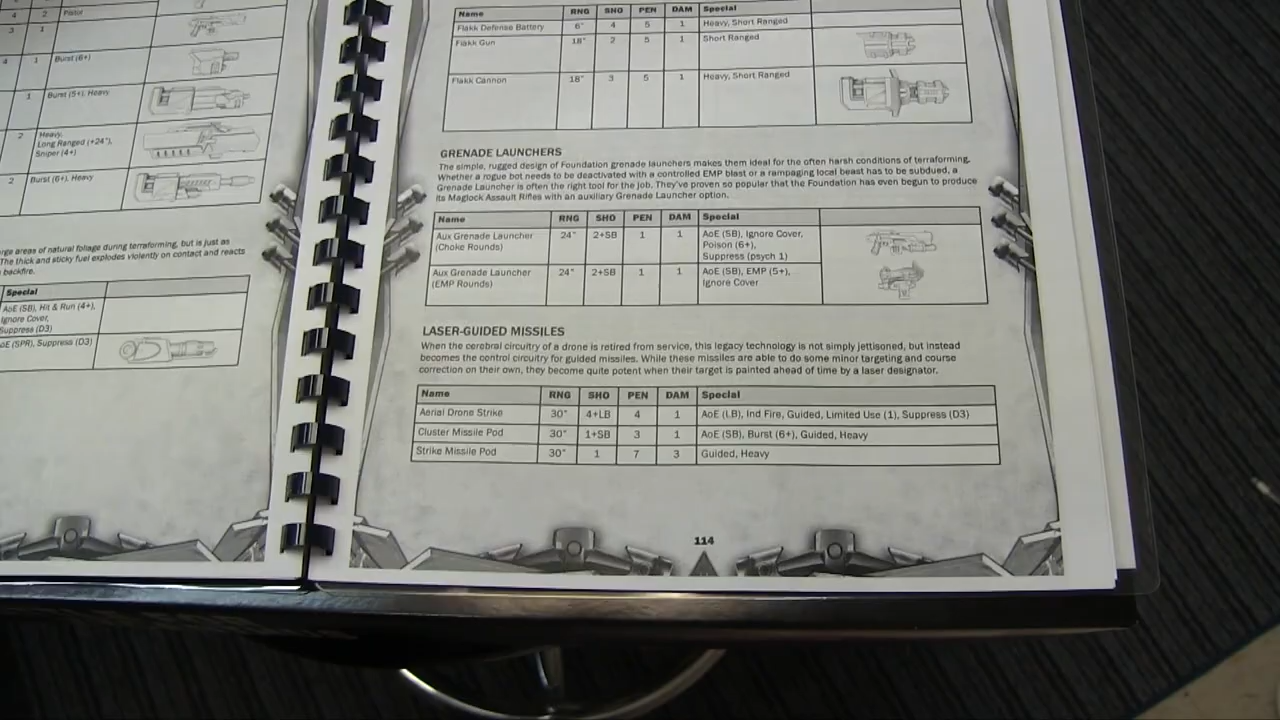 4 2 Pistol
3 1
4 1 Burst (6+)
1 Burst (5+), Heavy
2 Heavy,
Long Ranged (+24"),
Sniper (4+)
2 Burst (6+), Heavy
large areas of natural foliage during terraforming, but is just as
The thick and sticky fuel explodes violently on contact and reacts
backfire.
Special
AoE (SB), Hit & Run (4+),
Ignore Cover,
Suppress (D3)
AoE (SPR), Suppress (D3)
Name RNG SHO PEN DAM Special
Flakk Defense Battery 6" 4 5 1 Heavy, Short Ranged
Flakk Gun 18" 2 5 1 Short Ranged
Flakk Cannon 18" 3 5 1 Heavy, Short Ranged
GRENADE LAUNCHERS
The simple, rugged design of Foundation grenade launchers makes them ideal for the often harsh conditions of terraforming.
Whether a rogue bot needs to be deactivated with a controlled EMP blast or a rampaging local beast has to be subdued, a
Grenade Launcher is often the right tool for the job. They've proven so popular that the Foundation has even begun to produce
its Maglock Assault Rifles with an auxiliary Grenade Launcher option.
Name RNG SHO PEN DAM Special
Aux Grenade Launcher 24" 2+SB 1 1 AoE (SB), Ignore Cover,
(Choke Rounds) Poison (6+),
Suppress (psych 1)
Aux Grenade Launcher 24" 2+SB 1 1 AoE (SB), EMP (5+),
(EMP Rounds) Ignore Cover
LASER-GUIDED MISSILES
When the cerebral circuitry of a drone is retired from service, this legacy technology is not simply jettisoned, but instead
becomes the control circuitry for guided missiles. While these missiles are able to do some minor targeting and course
correction on their own, they become quite potent when their target is painted ahead of time by a laser designator.
Name RNG SHO PEN DAM Special
Aerial Drone Strike 30" 4+LB 4 1 AoE (LB), Ind Fire, Guided, Limited Use (1), Suppress (D3)
Cluster Missile Pod 30" 1+SB 3 1 AoE (SB), Burst (6+), Guided, Heavy
Strike Missile Pod 30" 1 7 3 Guided, Heavy
114